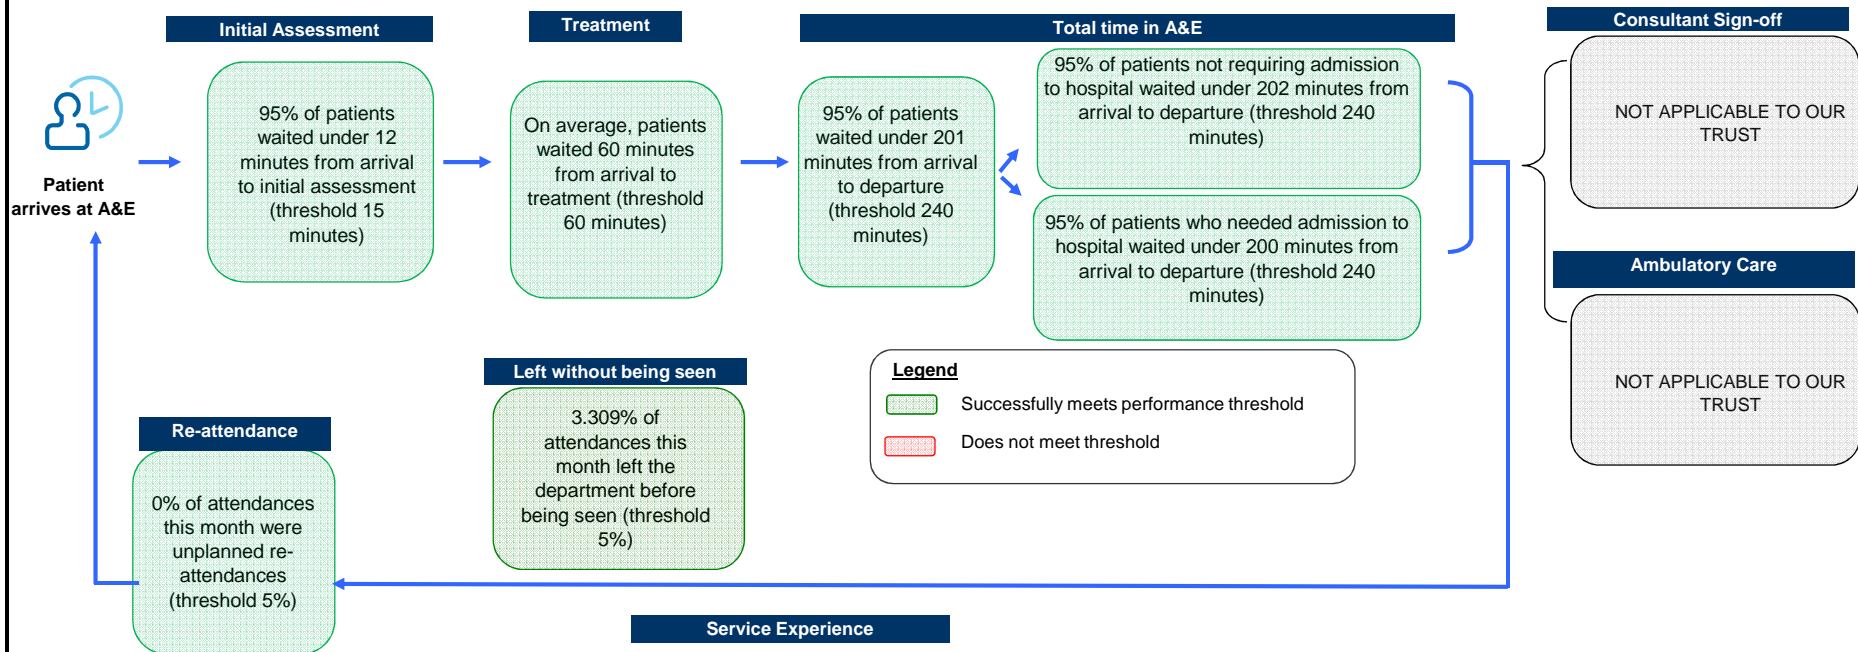 Initial Assessment
Treatment
Total time in A&E
Consultant Sign-off
Patient
arrives at A&E
95% of patients
waited under 12
minutes from arrival
to initial assessment
(threshold 15
minutes)
On average, patients
waited 60 minutes
from arrival to
treatment (threshold
60 minutes)
95% of patients
waited under 201
minutes from arrival
to departure
(threshold 240
minutes)
95% of patients not requiring admission
to hospital waited under 202 minutes from
arrival to departure (threshold 240
minutes)
95% of patients who needed admission to
hospital waited under 200 minutes from
arrival to departure (threshold 240
minutes)
NOT APPLICABLE TO OUR
TRUST
Ambulatory Care
NOT APPLICABLE TO OUR
TRUST
Legend
Successfully meets performance threshold
Does not meet threshold
Left without being seen
3.309% of
attendances this
month left the
department before
being seen (threshold
5%)
Re-attendance
0% of attendances
this month were
unplanned re-
attendances
(threshold 5%)
Service Experience